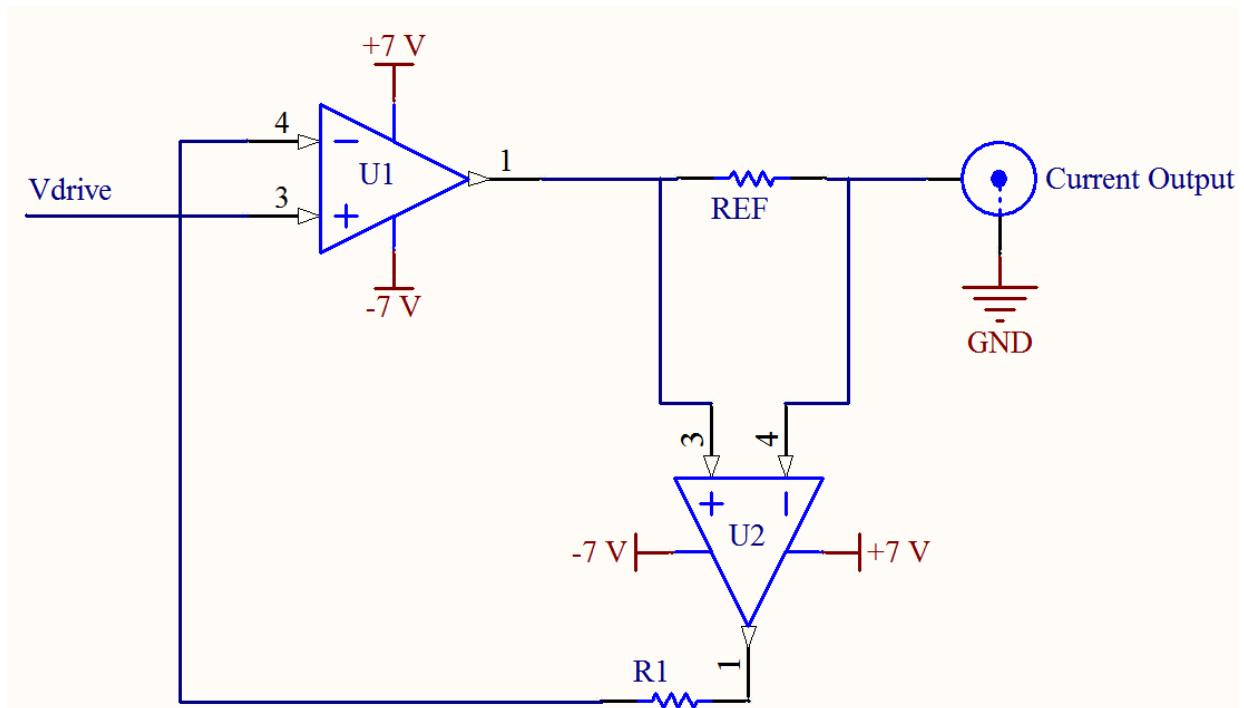 +7 V
4
U1
1
Vdrive
3
REF
Current Output
-7 V
GND
3
4
U2
-7 V
+7 V
1
R1